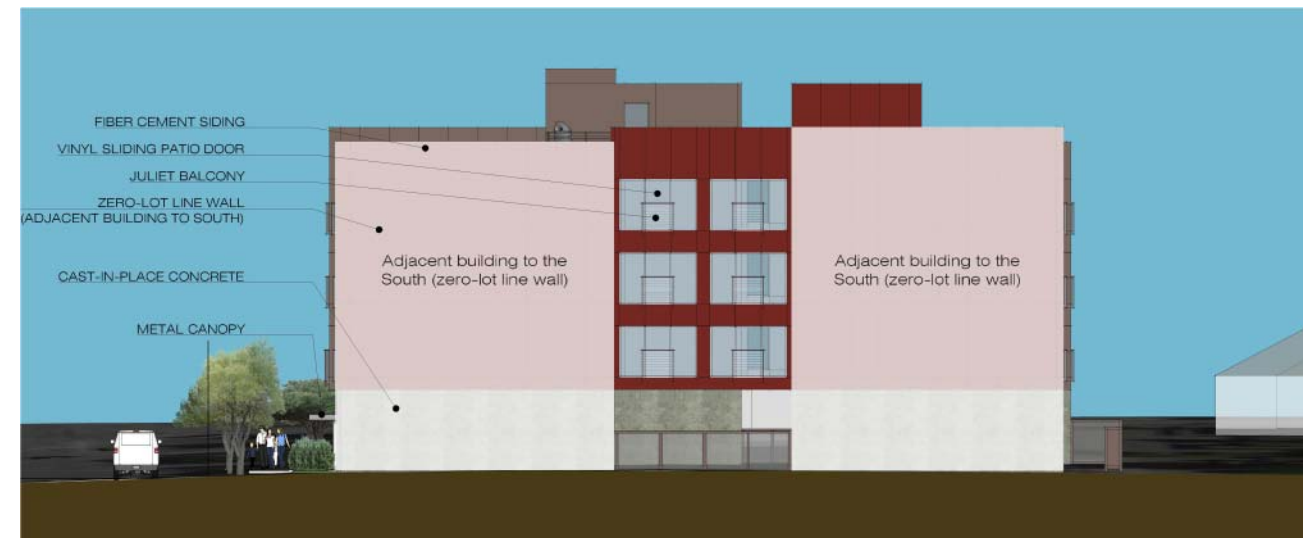 FIBER CEMENT SIDING
VINYL SLIDING PATIO DOOR
JULIET BALCONY
ZERO-LOT LINE WALL
(ADJACENT BUILDING TO SOUTH)
CAST-IN-PLACE CONCRETE
METAL CANOPY
Adjacent building to the
South (zero-lot line wall)
Adjacent building to the
South (zero-lot line wall)